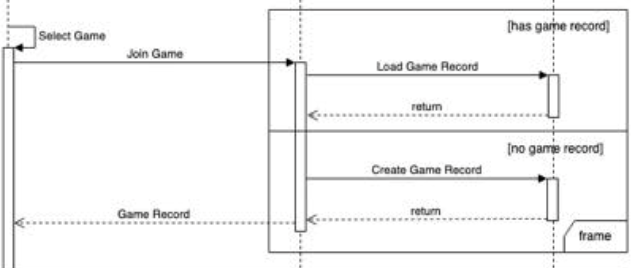 [has game record]
Select Game
Join Game
Load Game Record
return
[no game record]
Create Game Record
Game Record
return
frame